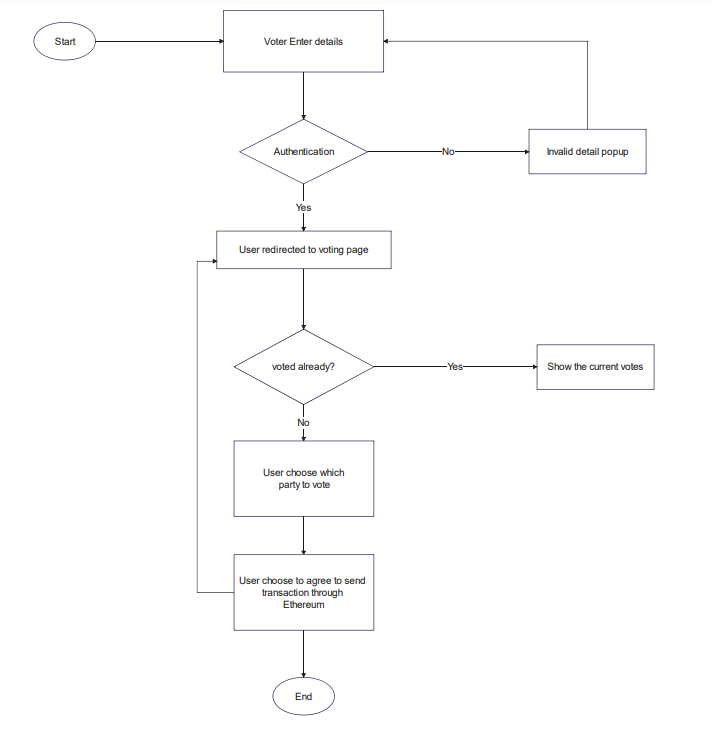 Start
Voter Enter details
Authentication
No
Invalid detail popup
Yes
User redirected to voting page
voted already?
Yes
Show the current votes
No
User choose which
party to vote
User choose to agree to send
transaction through
Ethereum
End